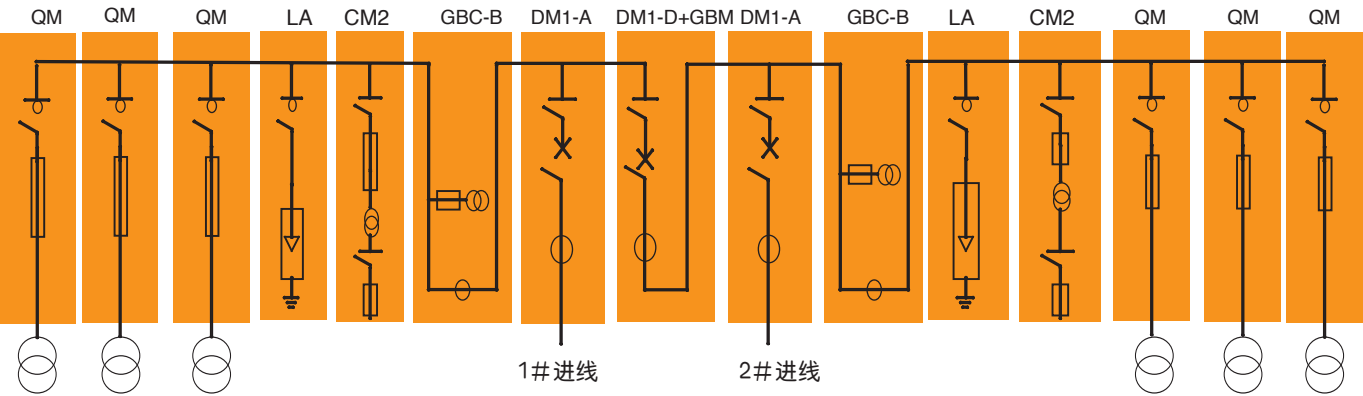 QM QM QM LA CM2 GBC-B DM1-A DM1-D+GBM DM1-A GBC-B LA CM2 QM QM QM
1#进线 2#进线